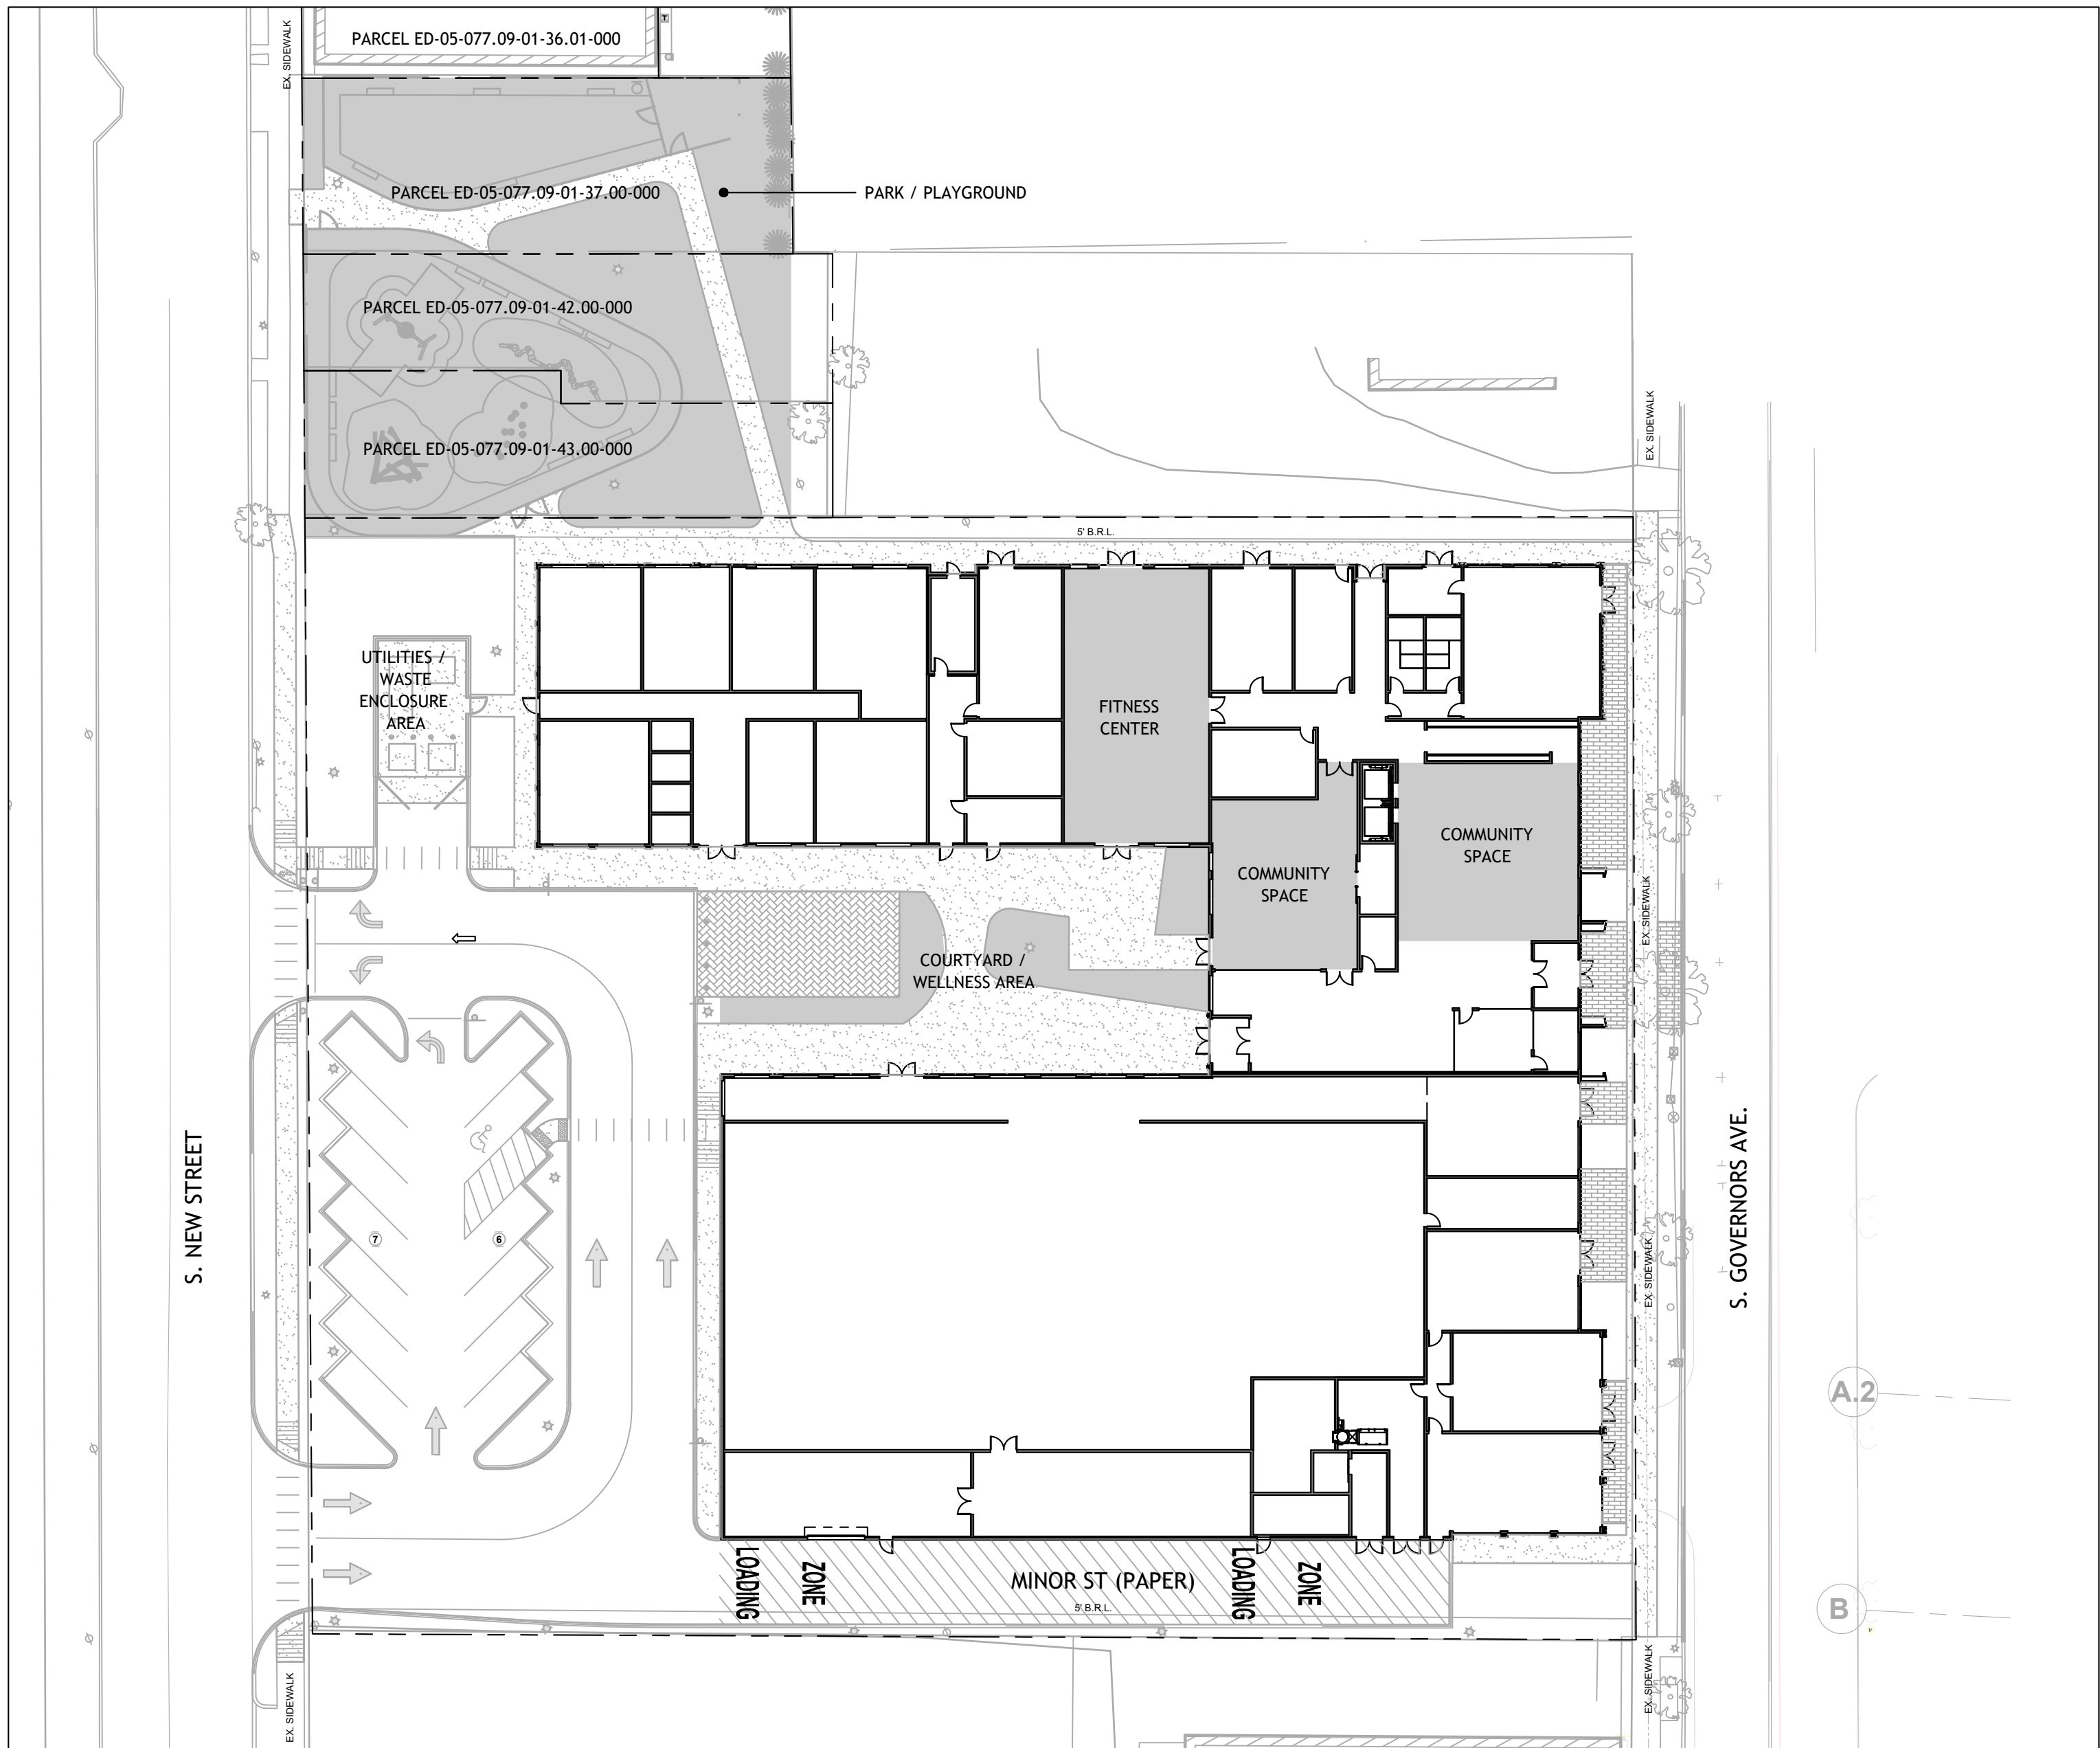 PARCEL ED-05-077.09-01-36.01-000
EX. SIDEWALK
T
PARCEL ED-05-077.09-01-37.00-000
PARK / PLAYGROUND
PARCEL ED-05-077.09-01-42.00-000
PARCEL ED-05-077.09-01-43.00-000
EX. SIDEWALK
5' B.R.L.
UTILITIES /
WASTE
ENCLOSURE
AREA
FITNESS
CENTER
COMMUNITY
SPACE
COMMUNITY
SPACE
EX. SIDEWALK
COURTYARD /
WELLNESS AREA
S. NEW STREET
7
6
EX. SIDEWALK
S. GOVERNORS AVE.
A.2
LOADING
ZONE
MINOR ST (PAPER)
LOADING
ZONE
5' B.R.L.
B
EX. SIDEWALK
EX. SIDEWALK